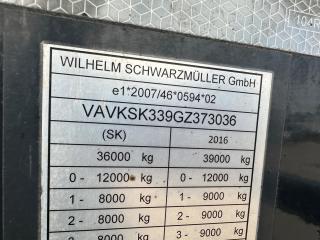 WILHELM SCHWARZMÜLLER GmbH
e1*2007/46*0594*02
VAVKSK339GZ373036
(SK) 2016
36000 kg 39000 kg
0 - 12000 kg 0 - 12000 kg
1 - 8000 kg 1 - 9000 kg
2 - 8000 kg 2 - 9000 kg
3 - 8000 kg 3 - 9000 kg